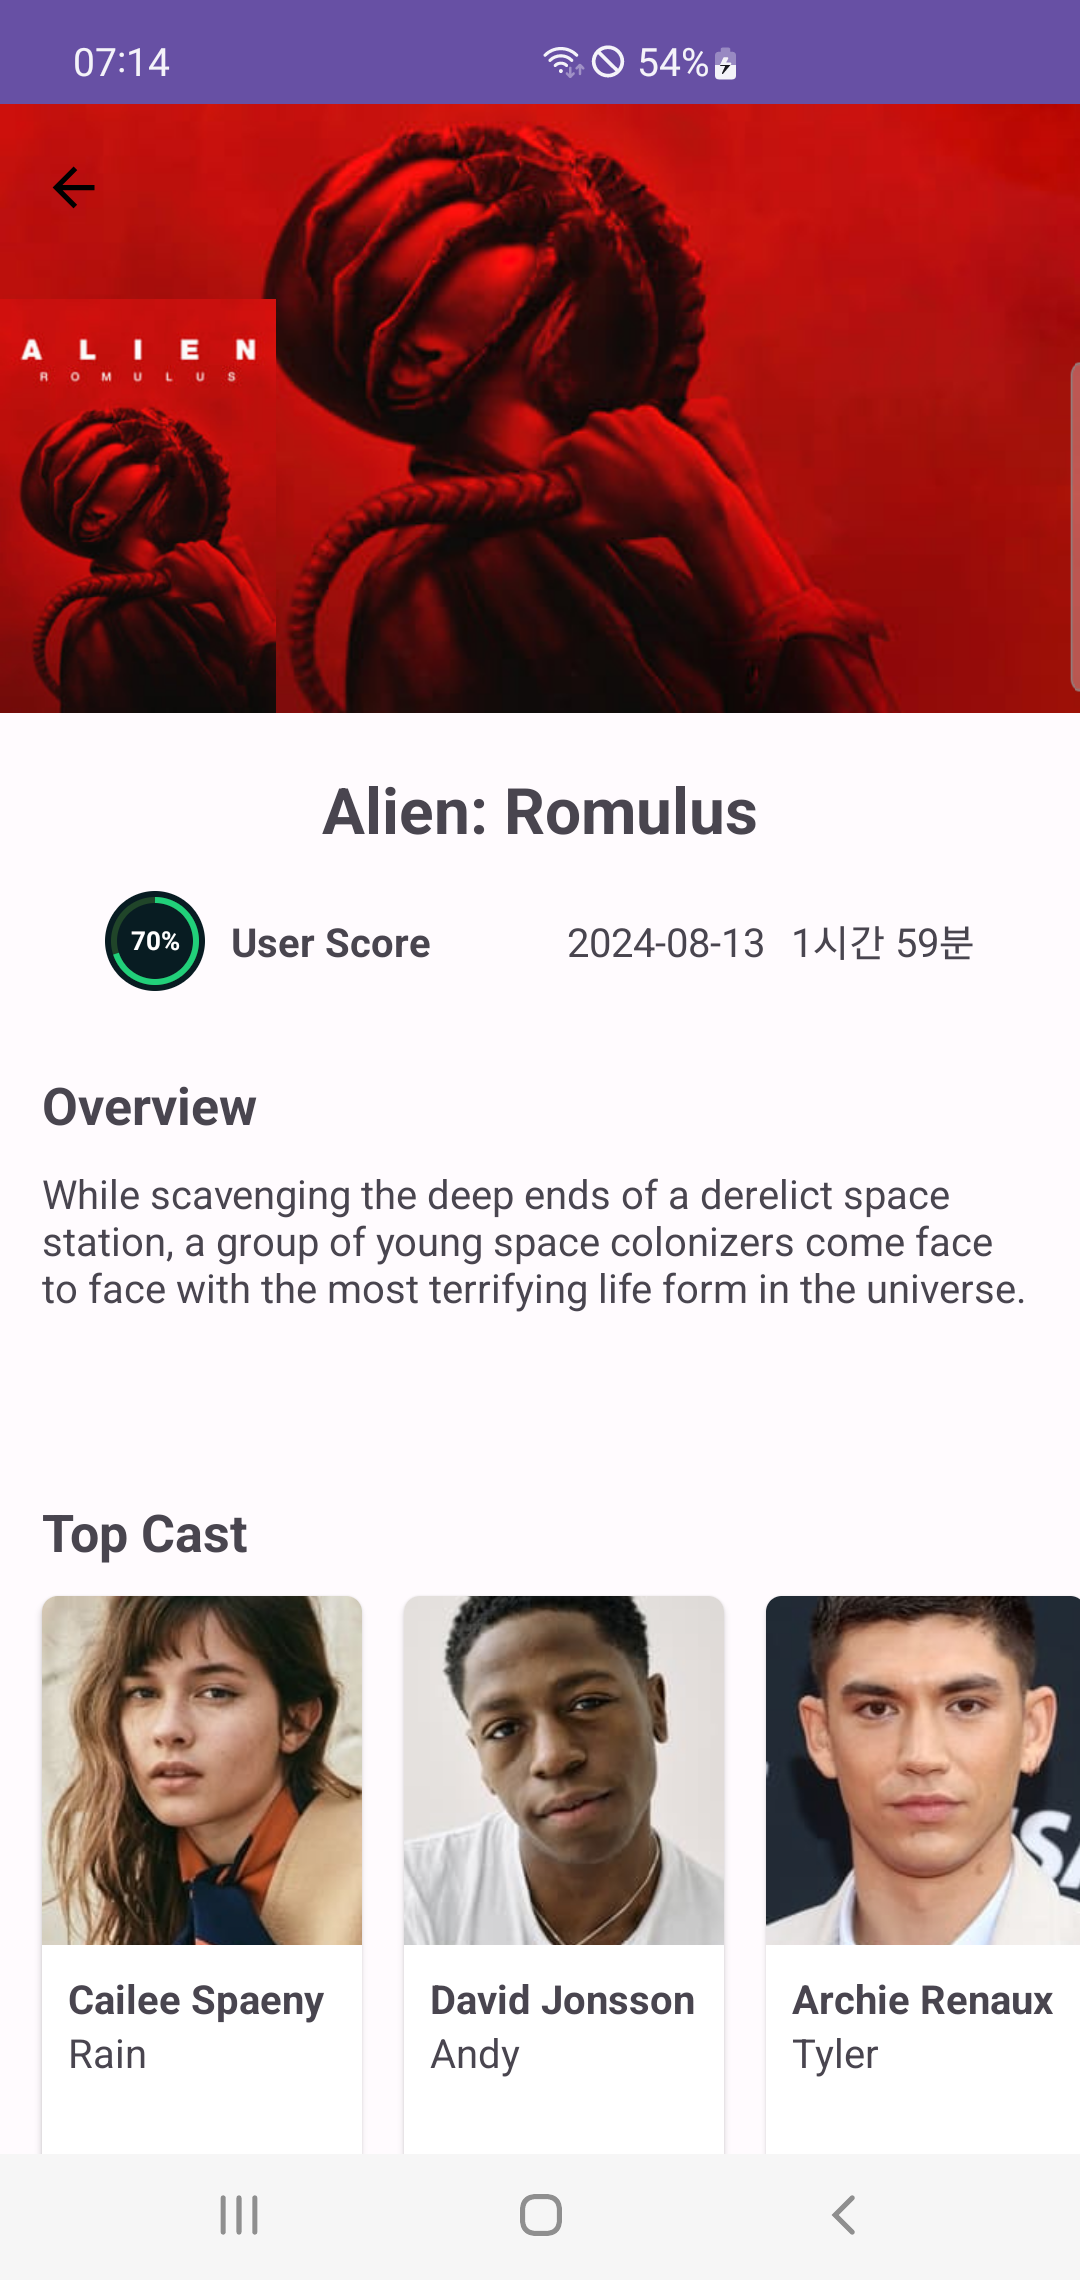 07:14
54%
A L I E N
R O M U L U S
Alien: Romulus
70% User Score 2024-08-13 1시간 59분
Overview
While scavenging the deep ends of a derelict space
station, a group of young space colonizers come face
to face with the most terrifying life form in the universe.
Top Cast
Cailee Spaeny
Rain
David Jonsson
Andy
Archie Renaux
Tyler